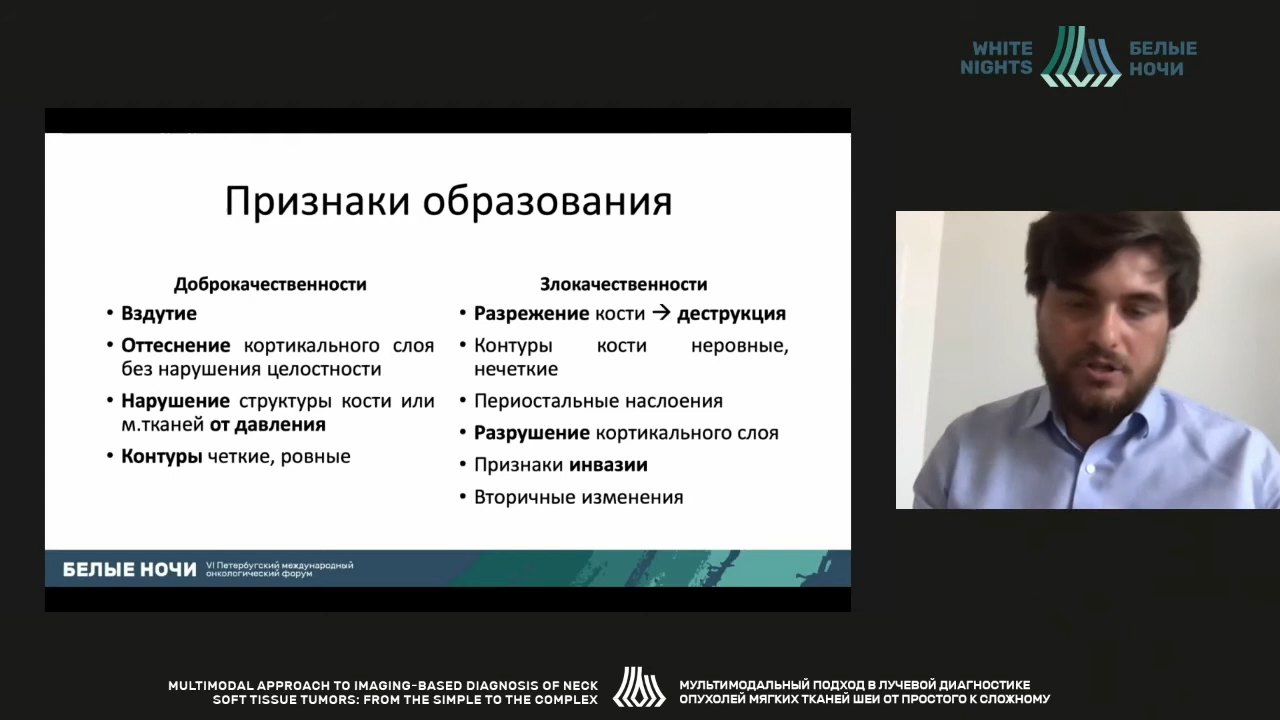 WHITE
NIGHTS
БЕЛЫЕ
НОЧИ
Признаки образования
Доброкачественности
• Вздутие
• Оттеснение кортикального слоя
без нарушения целостности
• Нарушение структуры кости или
м.тканей от давления
• Контуры четкие, ровные
Злокачественности
• Разрежение кости → деструкция
• Контуры кости неровные,
нечеткие
• Периостальные наслоения
• Разрушение кортикального слоя
• Признаки инвазии
• Вторичные изменения
БЕЛЫЕ НОЧИ
VI Петербугский международный
онкологический форум
MULTIMODAL APPROACH TO IMAGING-BASED DIAGNOSIS OF NECK
SOFT TISSUE TUMORS: FROM THE SIMPLE TO THE COMPLEX
МУЛЬТИМОДАЛЬНЫЙ ПОДХОД В ЛУЧЕВОЙ ДИАГНОСТИКЕ
ОПУХОЛЕЙ МЯГКИХ ТКАНЕЙ ШЕИ ОТ ПРОСТОГО К СЛОЖНОМУ